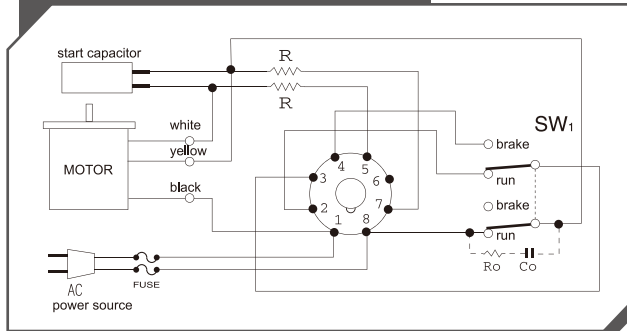 start capacitor
R
R
white
yellow
MOTOR
black
4
5
3
6
2
7
1
8
brake
SW1
run
brake
run
Ro
Co
FUSE
AC
power source